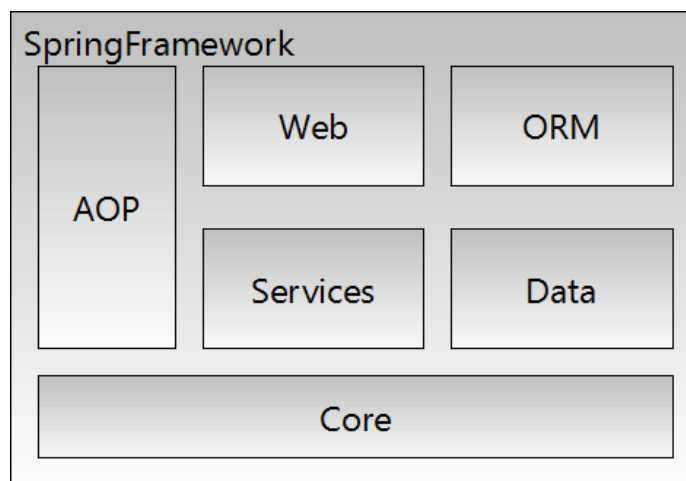 SpringFramework
Web
ORM
AOP
Services
Data
Core